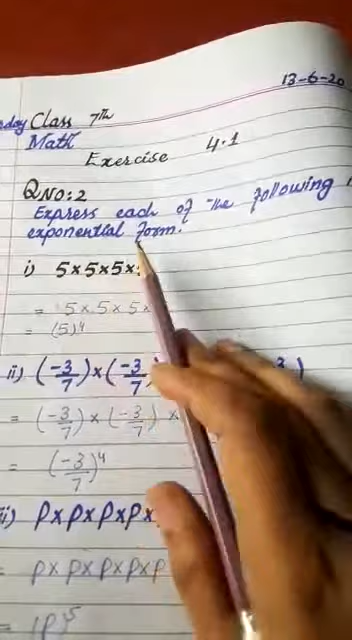 13-6-20
Class 7th
Math
Exercise 4.1
Q No:2
Express each of the following
exponential form.
i) 5×5×5×
= 5×5×5×
= (5)⁴
ii) (-3/7)×(-3/7)
= (-3/7)×(-3/7)×
= (-3/7)⁴
P×P×P×P×
= P×P×P×P×P
= (P)⁵